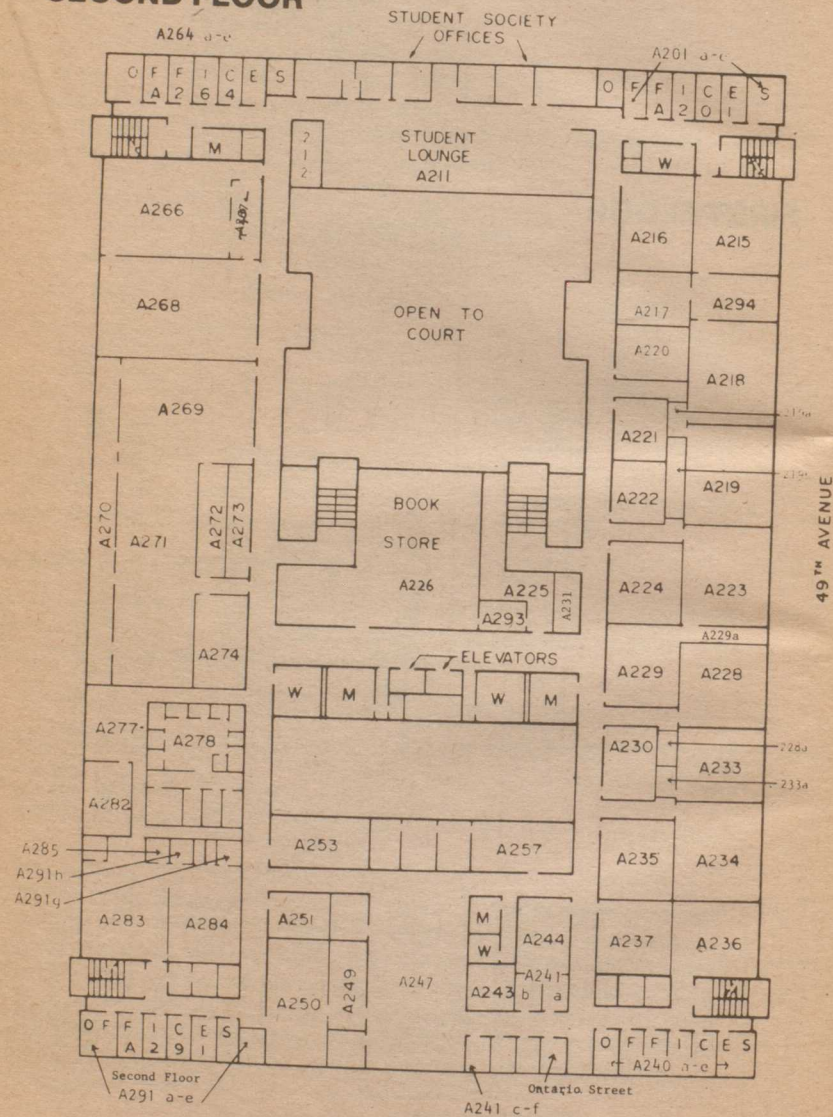 SECOND FLOOR
STUDENT SOCIETY
OFFICES
A264 a-e
A201 a-c
O F F I C E S
A 2 6 4
O F F I C E S
A 2 0 1
M
2
1
2
STUDENT
LOUNGE
A211
W
A266
A216
A215
A268
OPEN TO
COURT
A217
A294
A220
A218
A269
A221
219a
A222
A219
219b
A270
A271
A272
A273
BOOK
STORE
A226
A225
A293
A231
A224
A223
49TH AVENUE
A229a
A274
ELEVATORS
A229
A228
W
M
W
M
A277
A278
A230
228a
A233
233a
A282
A253
A257
A285
A291h
A291g
A235
A234
A283
A284
A251
M
W
A244
A237
A236
A250
A249
A247
A243
A241
b a
O F F I C E S
A 2 9 1
O F F I C E S
A240 a-e
Second Floor
A291 a-e
Ontario Street
A241 c-f